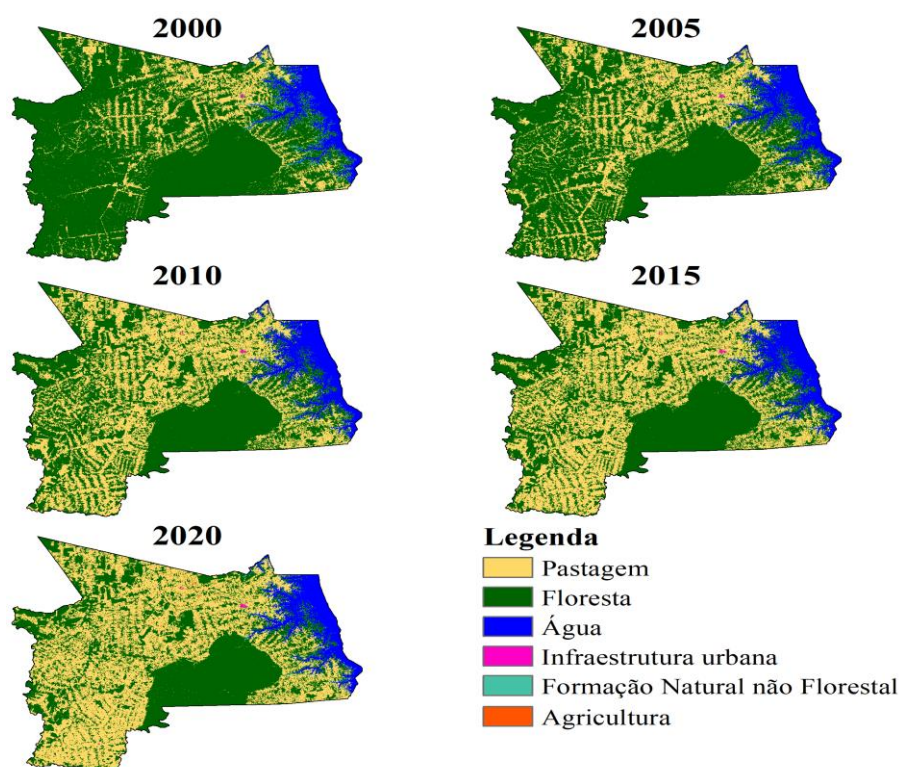 2000
2005
2010
2015
2020
Legenda
Pastagem
Floresta
Água
Infraestrutura urbana
Formação Natural não Florestal
Agricultura